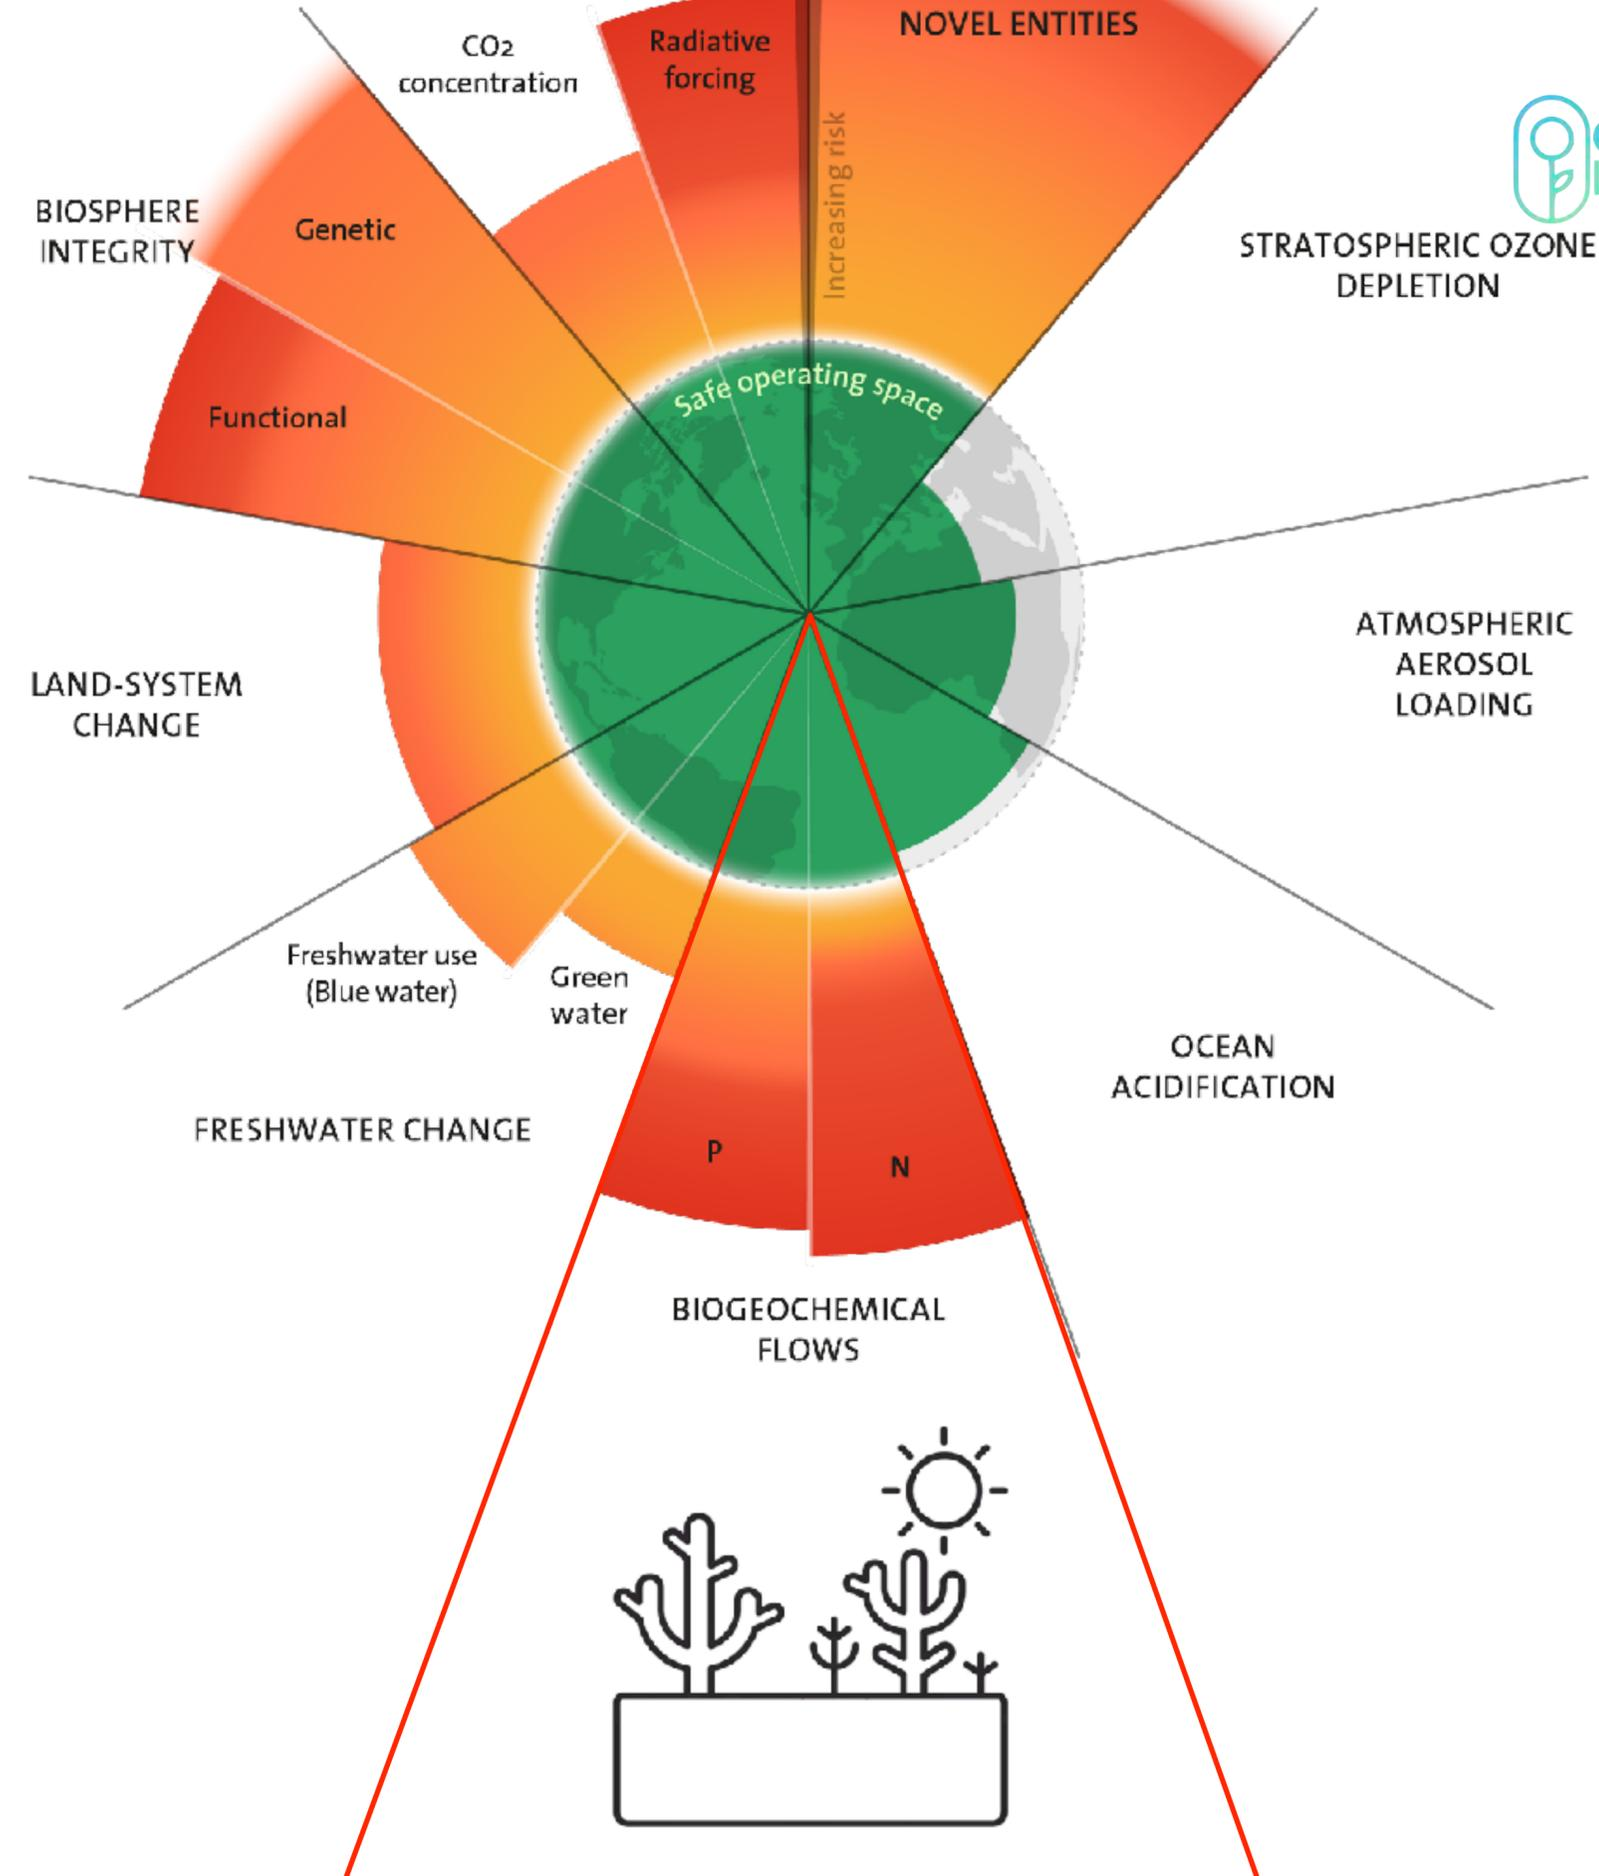 NOVEL ENTITIES
CO2
concentration
Radiative
forcing
Increasing risk
BIOSPHERE
INTEGRITY
Genetic
STRATOSPHERIC OZONE
DEPLETION
Safe operating space
Functional
ATMOSPHERIC
AEROSOL
LOADING
LAND-SYSTEM
CHANGE
Freshwater use
(Blue water)
Green
water
OCEAN
ACIDIFICATION
FRESHWATER CHANGE
P
N
BIOGEOCHEMICAL
FLOWS